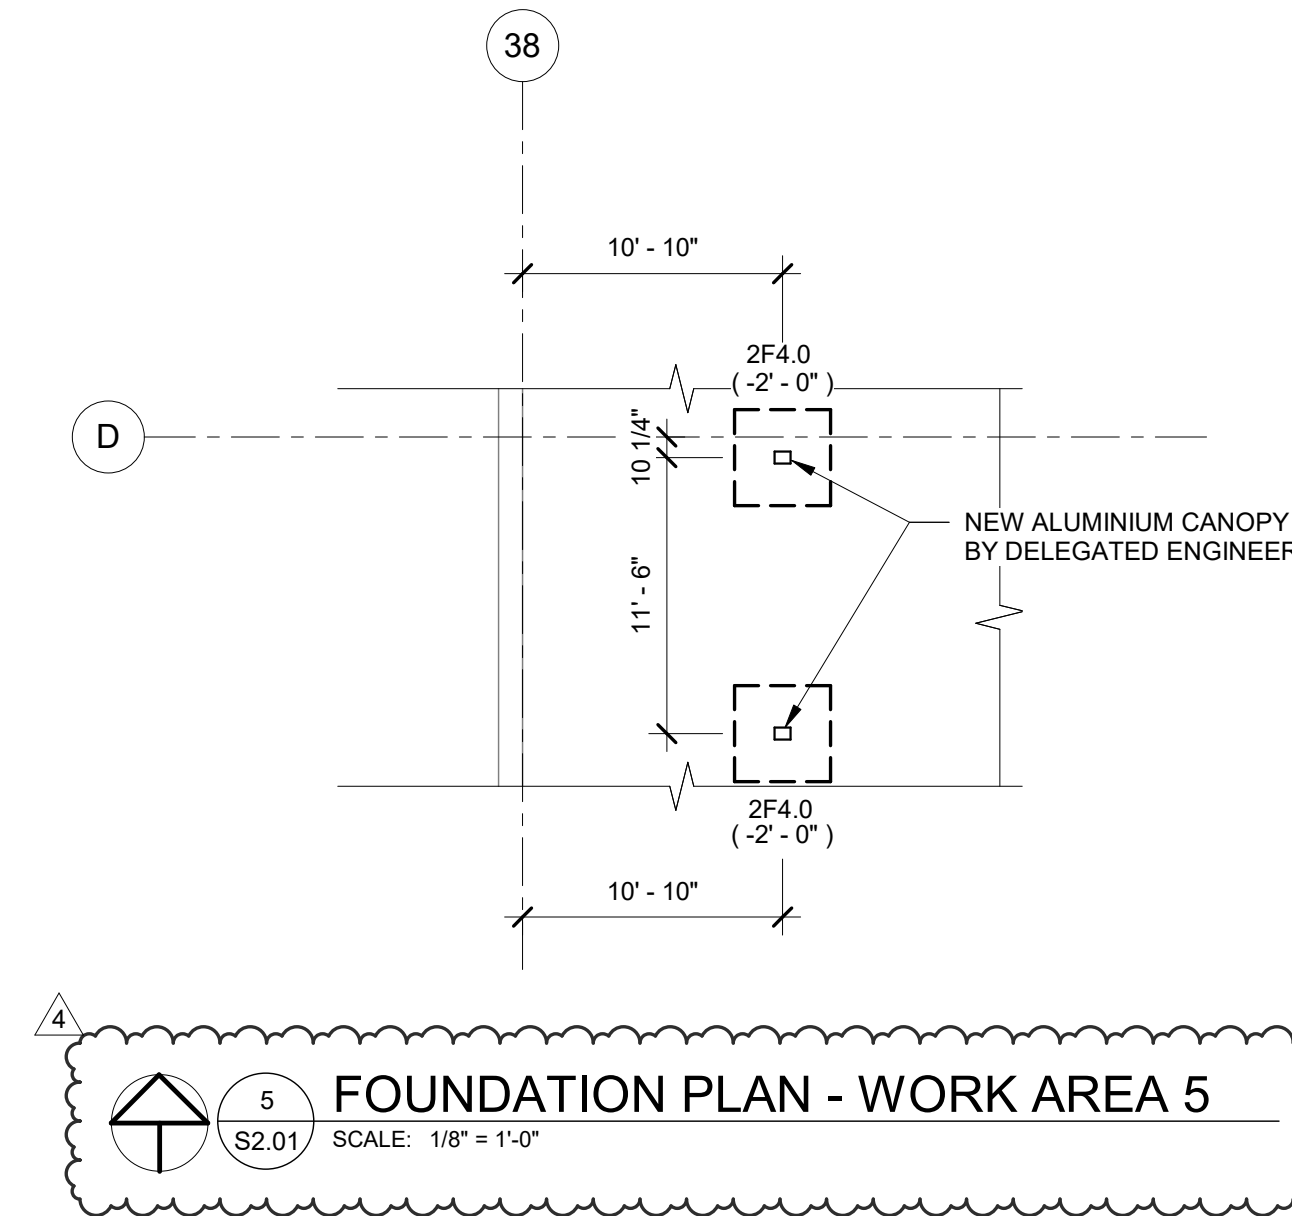 38
10' - 10"
2F4.0
( -2' - 0" )
D
10 1/4"
NEW ALUMINIUM CANOPY
BY DELEGATED ENGINEER
11' - 6"
2F4.0
( -2' - 0" )
10' - 10"
4
5
FOUNDATION PLAN - WORK AREA 5
S2.01
SCALE: 1/8" = 1'-0"